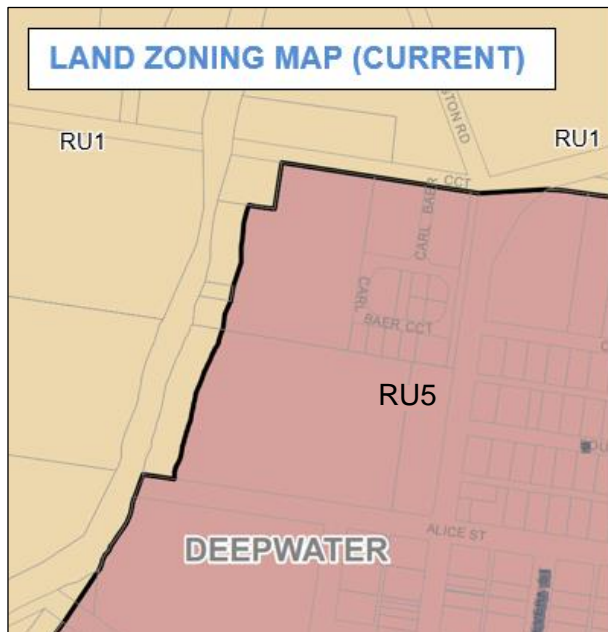 LAND ZONING MAP (CURRENT)
RU1
RU1
CCT
CARL BAER
CARL
BAER CCT
RU5
ALICE ST
DEEPWATER